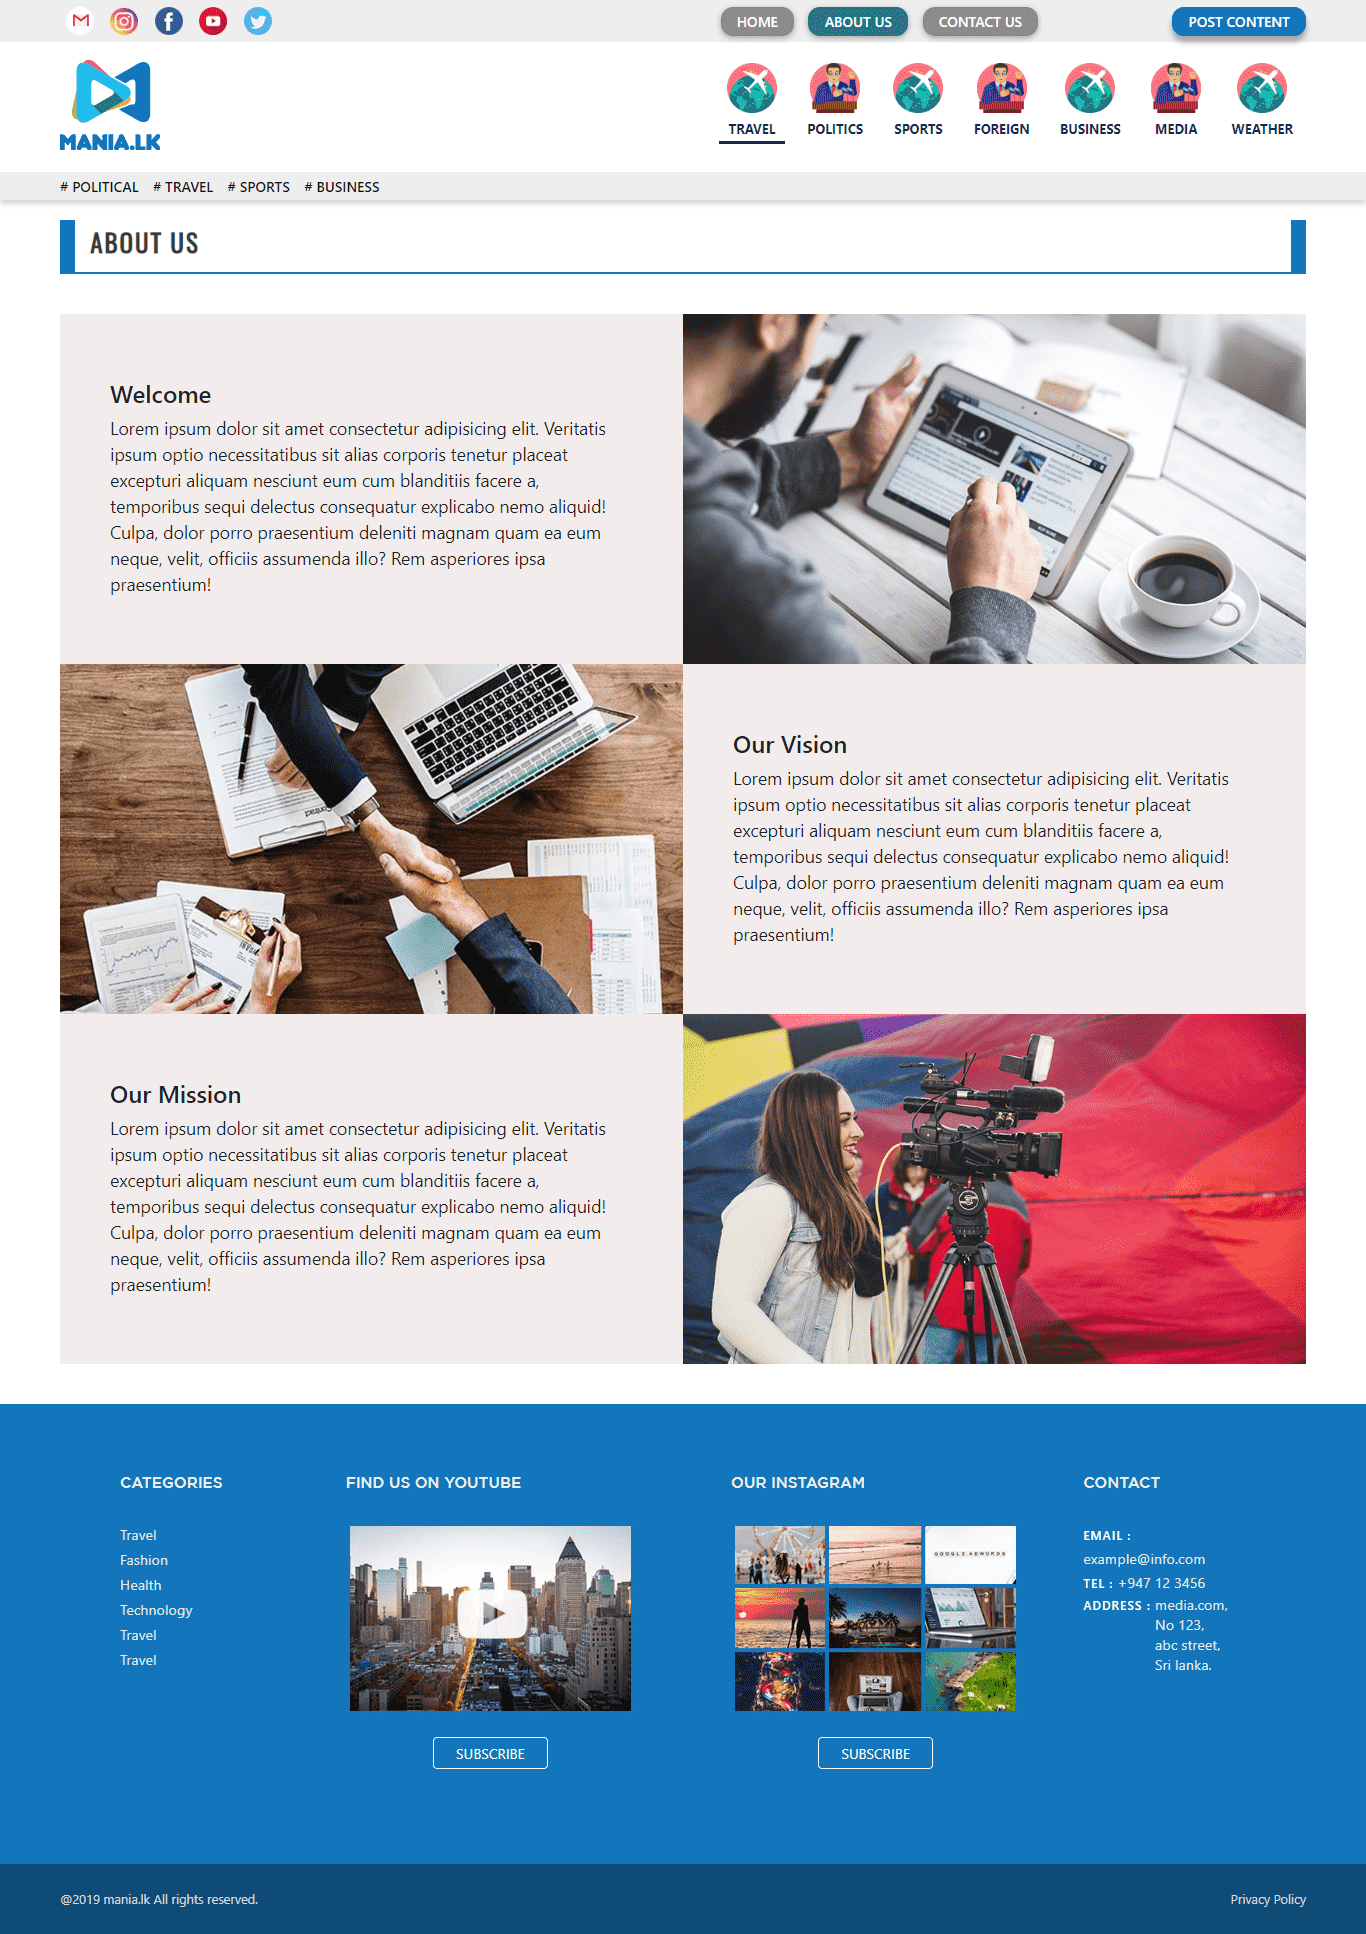 HOME
ABOUT US
CONTACT US
POST CONTENT
MANIA.LK
TRAVEL
POLITICS
SPORTS
FOREIGN
BUSINESS
MEDIA
WEATHER
# POLITICAL
# TRAVEL
# SPORTS
# BUSINESS
ABOUT US
Welcome
Lorem ipsum dolor sit amet consectetur adipisicing elit. Veritatis
ipsum optio necessitatibus sit alias corporis tenetur placeat
excepturi aliquam nesciunt eum cum blanditiis facere a,
temporibus sequi delectus consequatur explicabo nemo aliquid!
Culpa, dolor porro praesentium deleniti magnam quam ea eum
neque, velit, officiis assumenda illo? Rem asperiores ipsa
praesentium!
Contract
Our Vision
Lorem ipsum dolor sit amet consectetur adipisicing elit. Veritatis
ipsum optio necessitatibus sit alias corporis tenetur placeat
excepturi aliquam nesciunt eum cum blanditiis facere a,
temporibus sequi delectus consequatur explicabo nemo aliquid!
Culpa, dolor porro praesentium deleniti magnam quam ea eum
neque, velit, officiis assumenda illo? Rem asperiores ipsa
praesentium!
Our Mission
Lorem ipsum dolor sit amet consectetur adipisicing elit. Veritatis
ipsum optio necessitatibus sit alias corporis tenetur placeat
excepturi aliquam nesciunt eum cum blanditiis facere a,
temporibus sequi delectus consequatur explicabo nemo aliquid!
Culpa, dolor porro praesentium deleniti magnam quam ea eum
neque, velit, officiis assumenda illo? Rem asperiores ipsa
praesentium!
CATEGORIES
Travel
Fashion
Health
Technology
Travel
Travel
FIND US ON YOUTUBE
SUBSCRIBE
OUR INSTAGRAM
GOOGLE ADWORDS
SUBSCRIBE
CONTACT
EMAIL :
example@info.com
TEL : +947 12 3456
ADDRESS : media.com,
No 123,
abc street,
Sri lanka.
@2019 mania.lk All rights reserved.
Privacy Policy